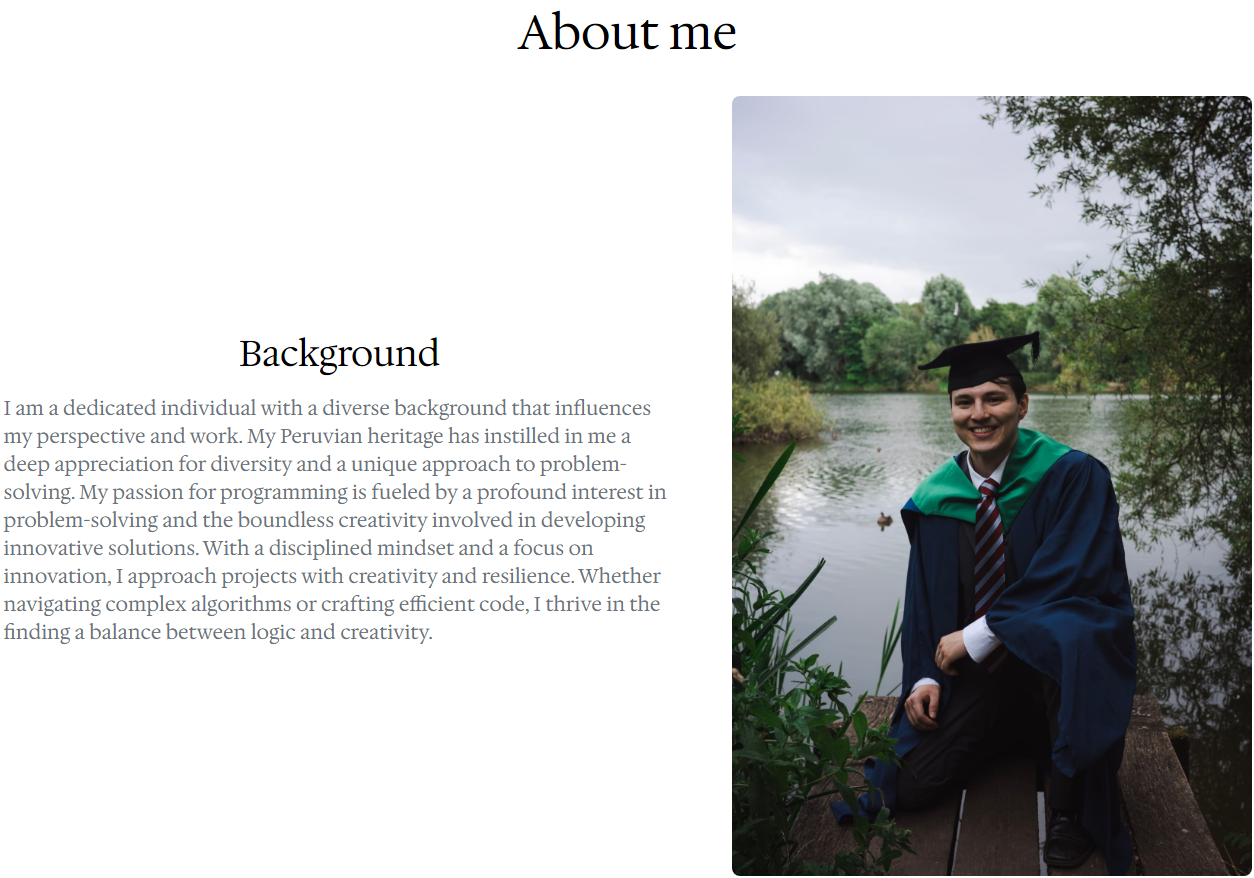 About me
Background
I am a dedicated individual with a diverse background that influences
my perspective and work. My Peruvian heritage has instilled in me a
deep appreciation for diversity and a unique approach to problem-
solving. My passion for programming is fueled by a profound interest in
problem-solving and the boundless creativity involved in developing
innovative solutions. With a disciplined mindset and a focus on
innovation, I approach projects with creativity and resilience. Whether
navigating complex algorithms or crafting efficient code, I thrive in the
finding a balance between logic and creativity.